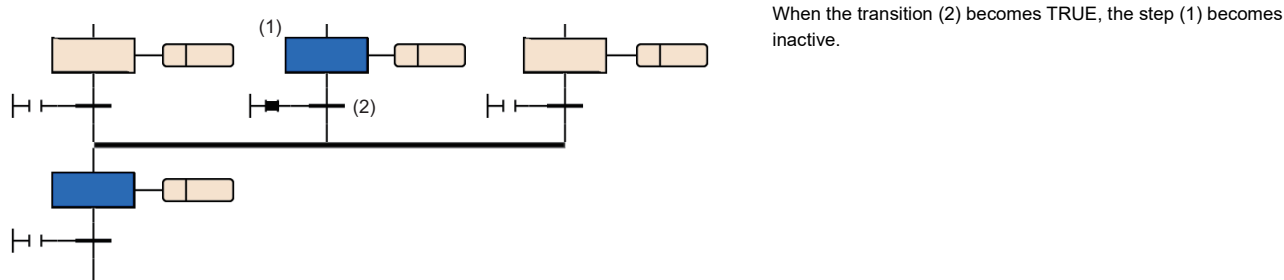 (1)
(2)
When the transition (2) becomes TRUE, the step (1) becomes
inactive.